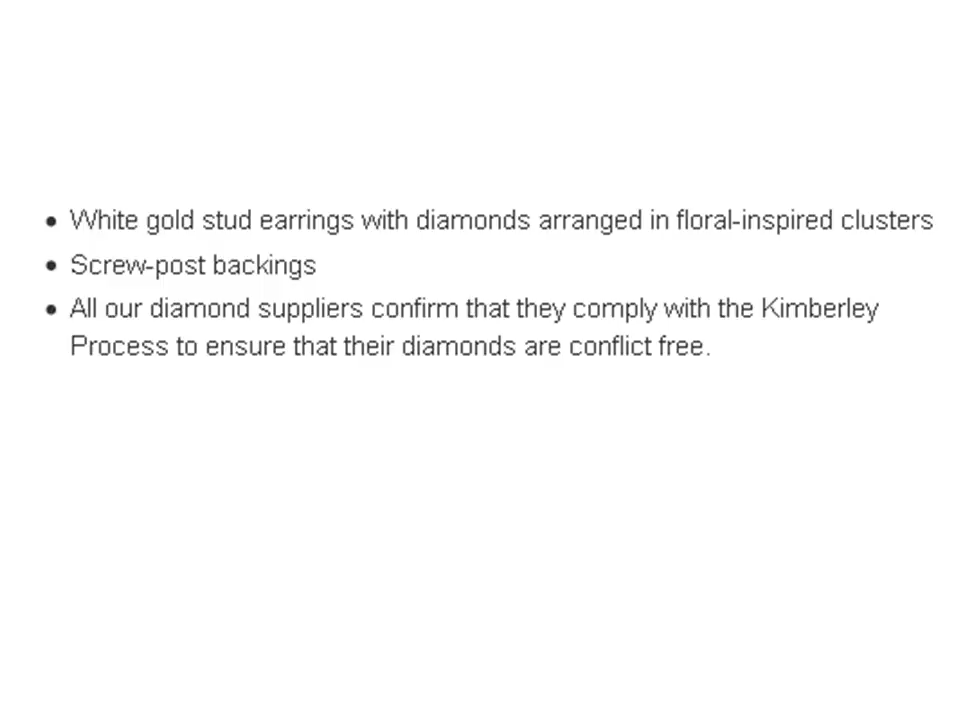 • White gold stud earrings with diamonds arranged in floral-inspired clusters
• Screw-post backings
• All our diamond suppliers confirm that they comply with the Kimberley
Process to ensure that their diamonds are conflict free.